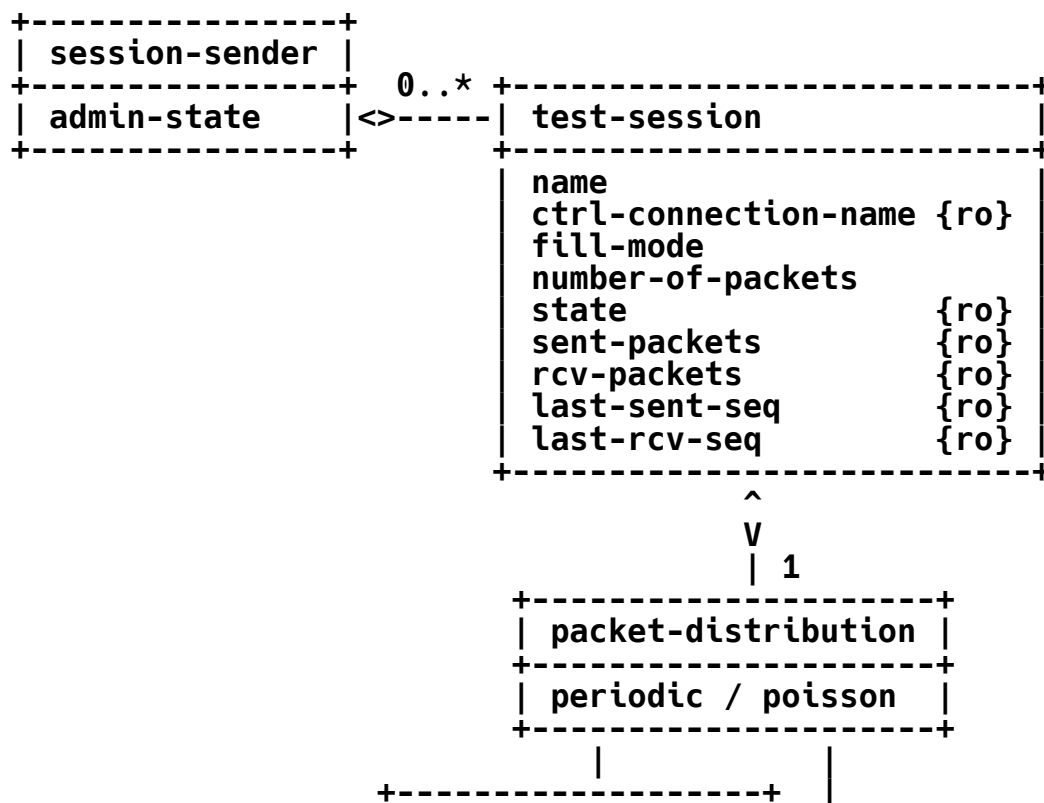 +----------------+
| session-sender |
+----------------+  0..* +---------------------------+
| admin-state    |<>-----| test-session              |
+----------------+       +---------------------------+
                         | name                      |
                         | ctrl-connection-name {ro} |
                         | fill-mode                 |
                         | number-of-packets         |
                         | state                {ro} |
                         | sent-packets         {ro} |
                         | rcv-packets          {ro} |
                         | last-sent-seq        {ro} |
                         | last-rcv-seq         {ro} |
                         +---------------------------+
                                      ^
                                      V
                                      | 1
                          +---------------------+
                          | packet-distribution |
                          +---------------------+
                          | periodic / poisson  |
                          +---------------------+
                              |           |
                   +-------------------+  |